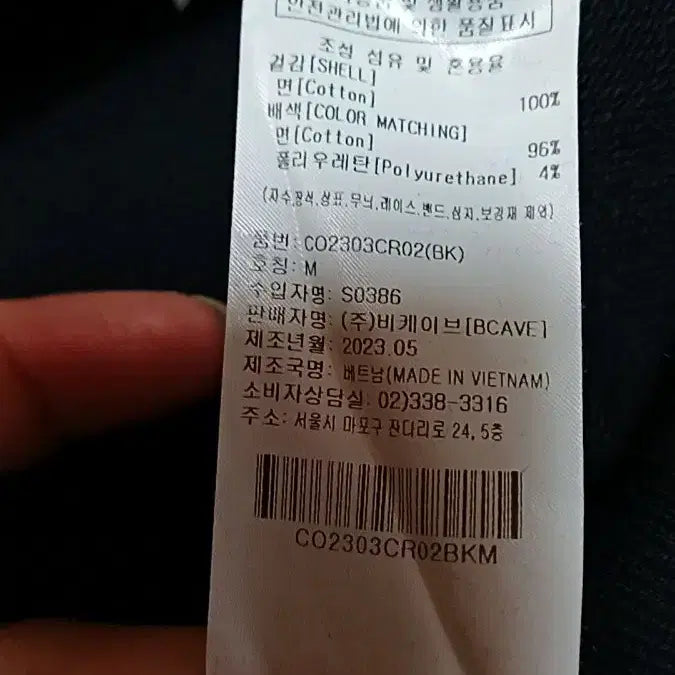 및 생활용품
안전관리법에 의한 품질표시
조성 섬유 및 혼용율
겉감[SHELL]
면[Cotton] 100%
배색[COLOR MATCHING]
면[Cotton] 96%
폴리우레탄[Polyurethane] 4%
(자수,장식,상표,무늬,레이스,밴드,심지,보강재 제외)
품번: CO2303CR02(BK)
호칭: M
수입자명: S0386
판매자명: (주)비케이브[BCAVE]
제조년월: 2023.05
제조국명: 베트남(MADE IN VIETNAM)
소비자상담실: 02)338-3316
주소: 서울시 마포구 잔다리로 24, 5층
CO2303CR02BKM